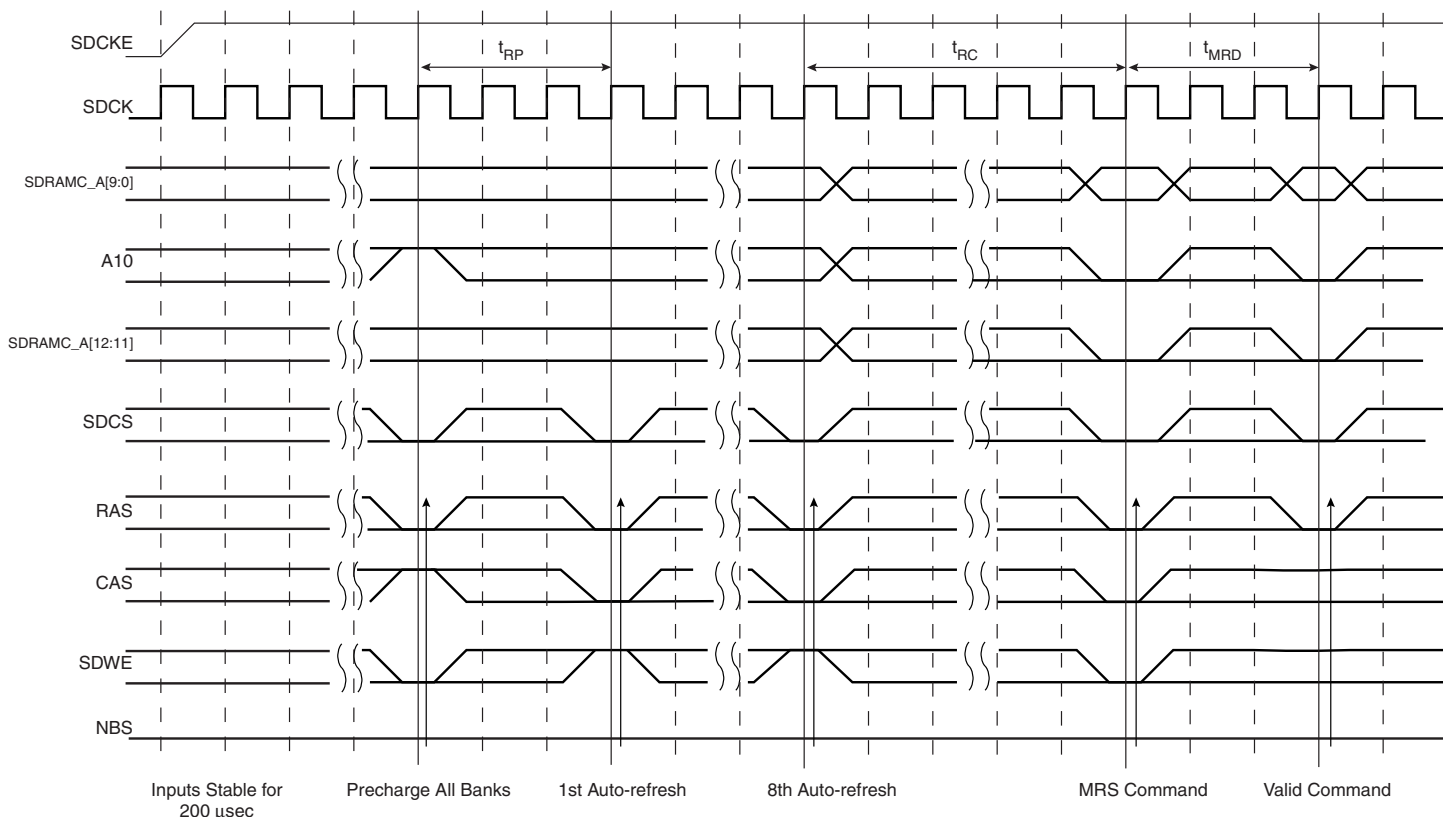 SDCKE
tRP
tRC
tMRD
SDCK
SDRAMC_A[9:0]
A10
SDRAMC_A[12:11]
SDCS
RAS
CAS
SDWE
NBS
Inputs Stable for
200 μsec
Precharge All Banks
1st Auto-refresh
8th Auto-refresh
MRS Command
Valid Command